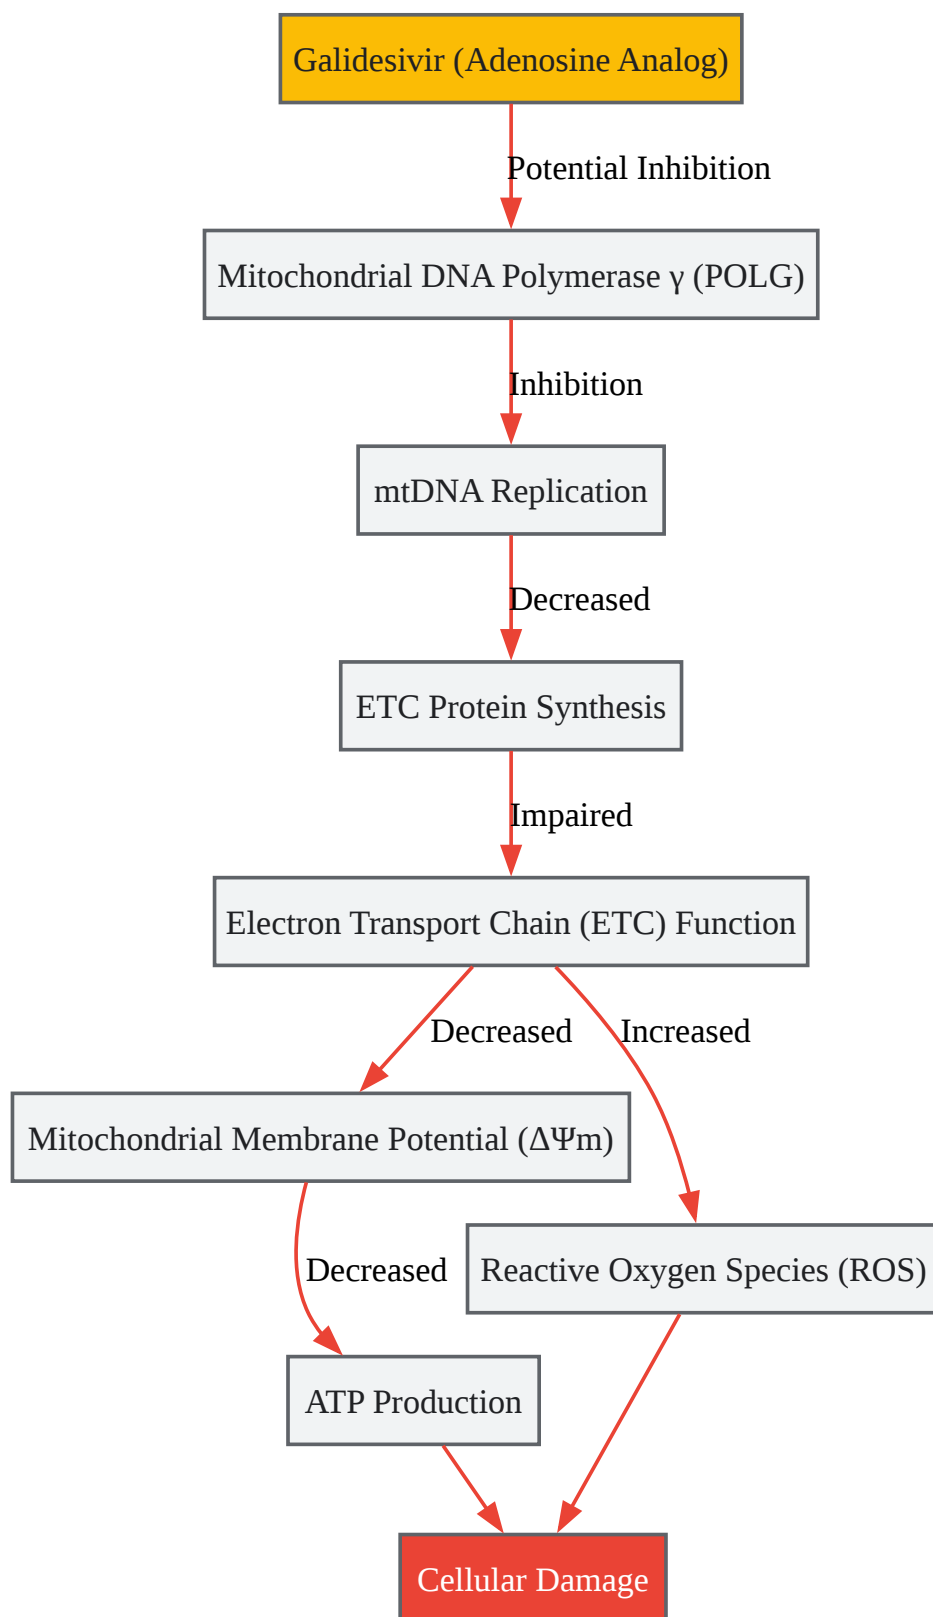 Galidesivir (Adenosine Analog)
Potential Inhibition
Mitochondrial DNA Polymerase γ (POLG)
Inhibition
mtDNA Replication
Decreased
ETC Protein Synthesis
Impaired
Electron Transport Chain (ETC) Function
Decreased
Increased
Mitochondrial Membrane Potential (ΔΨm)
Decreased
Reactive Oxygen Species (ROS)
ATP Production
Cellular Damage